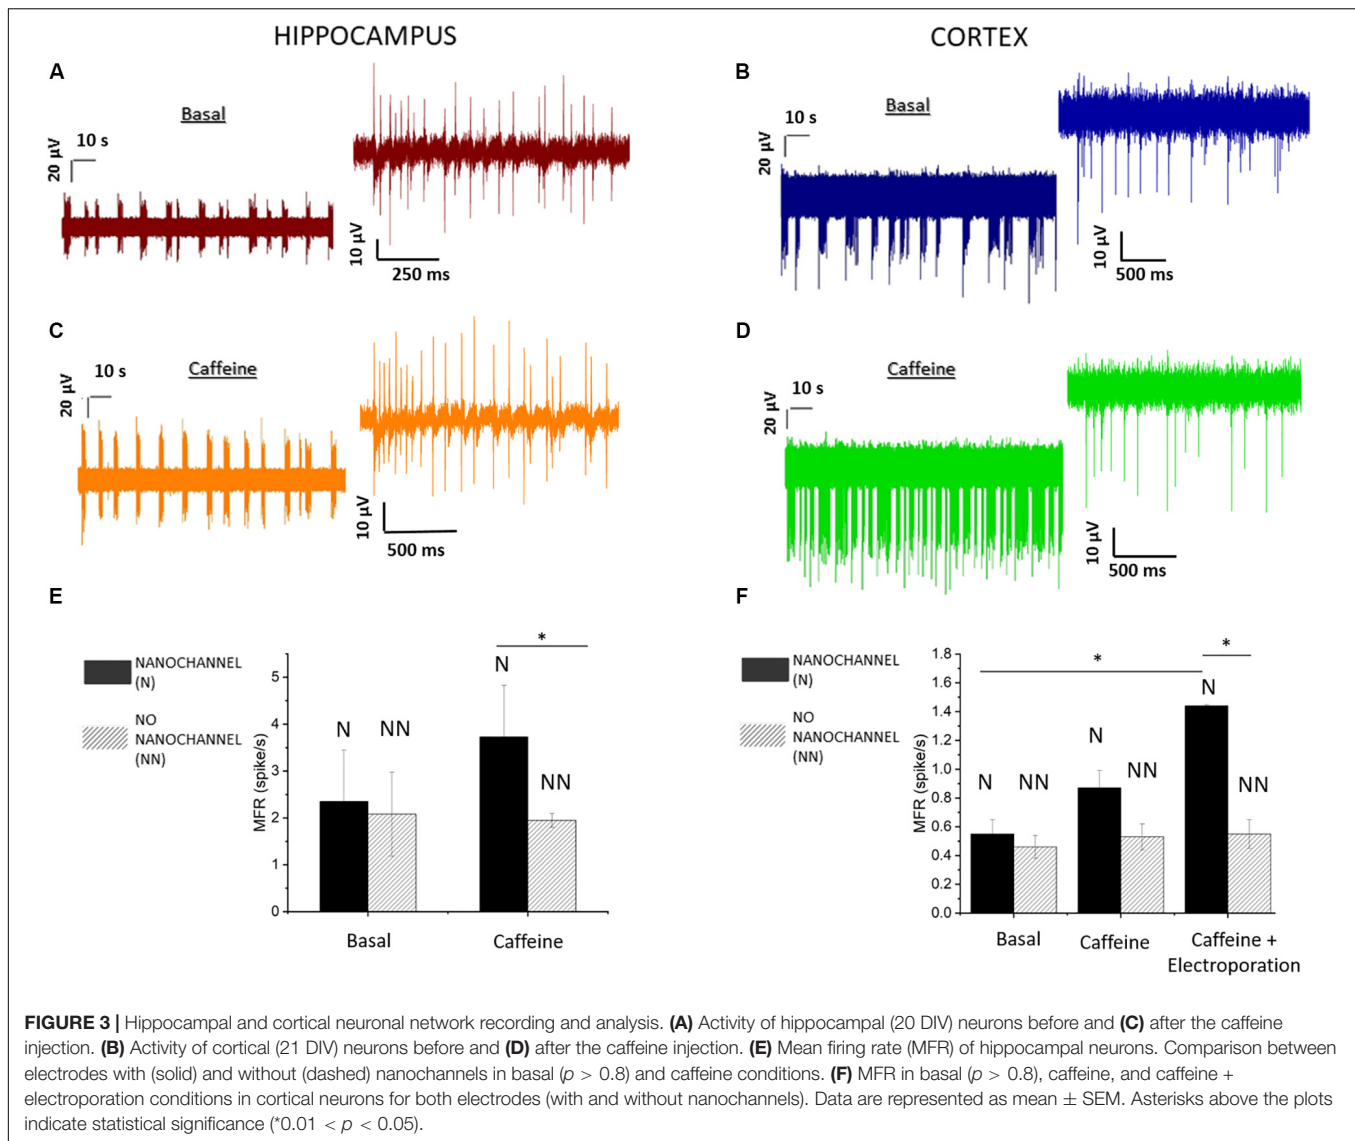 HIPPOCAMPUS
CORTEX
A
Basal
10 s
20 µV
10 µV
250 ms
B
Basal
10 s
20 µV
10 µV
500 ms
C
Caffeine
10 s
20 µV
10 µV
500 ms
D
Caffeine
10 s
20 µV
10 µV
500 ms
E
NANOCHANNEL
(N)
NO
NANOCHANNEL
(NN)
MFR (spike/s)
5
4
3
2
1
0
N
NN
*
N
NN
Basal
Caffeine
F
NANOCHANNEL
(N)
NO
NANOCHANNEL
(NN)
MFR (spike/s)
1.8
1.6
1.4
1.2
1.0
0.8
0.6
0.4
0.2
0.0
*
*
N
NN
N
NN
N
NN
Basal
Caffeine
Caffeine +
Electroporation
FIGURE 3 | Hippocampal and cortical neuronal network recording and analysis. (A) Activity of hippocampal (20 DIV) neurons before and (C) after the caffeine
injection. (B) Activity of cortical (21 DIV) neurons before and (D) after the caffeine injection. (E) Mean firing rate (MFR) of hippocampal neurons. Comparison between
electrodes with (solid) and without (dashed) nanochannels in basal (p > 0.8) and caffeine conditions. (F) MFR in basal (p > 0.8), caffeine, and caffeine +
electroporation conditions in cortical neurons for both electrodes (with and without nanochannels). Data are represented as mean ± SEM. Asterisks above the plots
indicate statistical significance (*0.01 < p < 0.05).